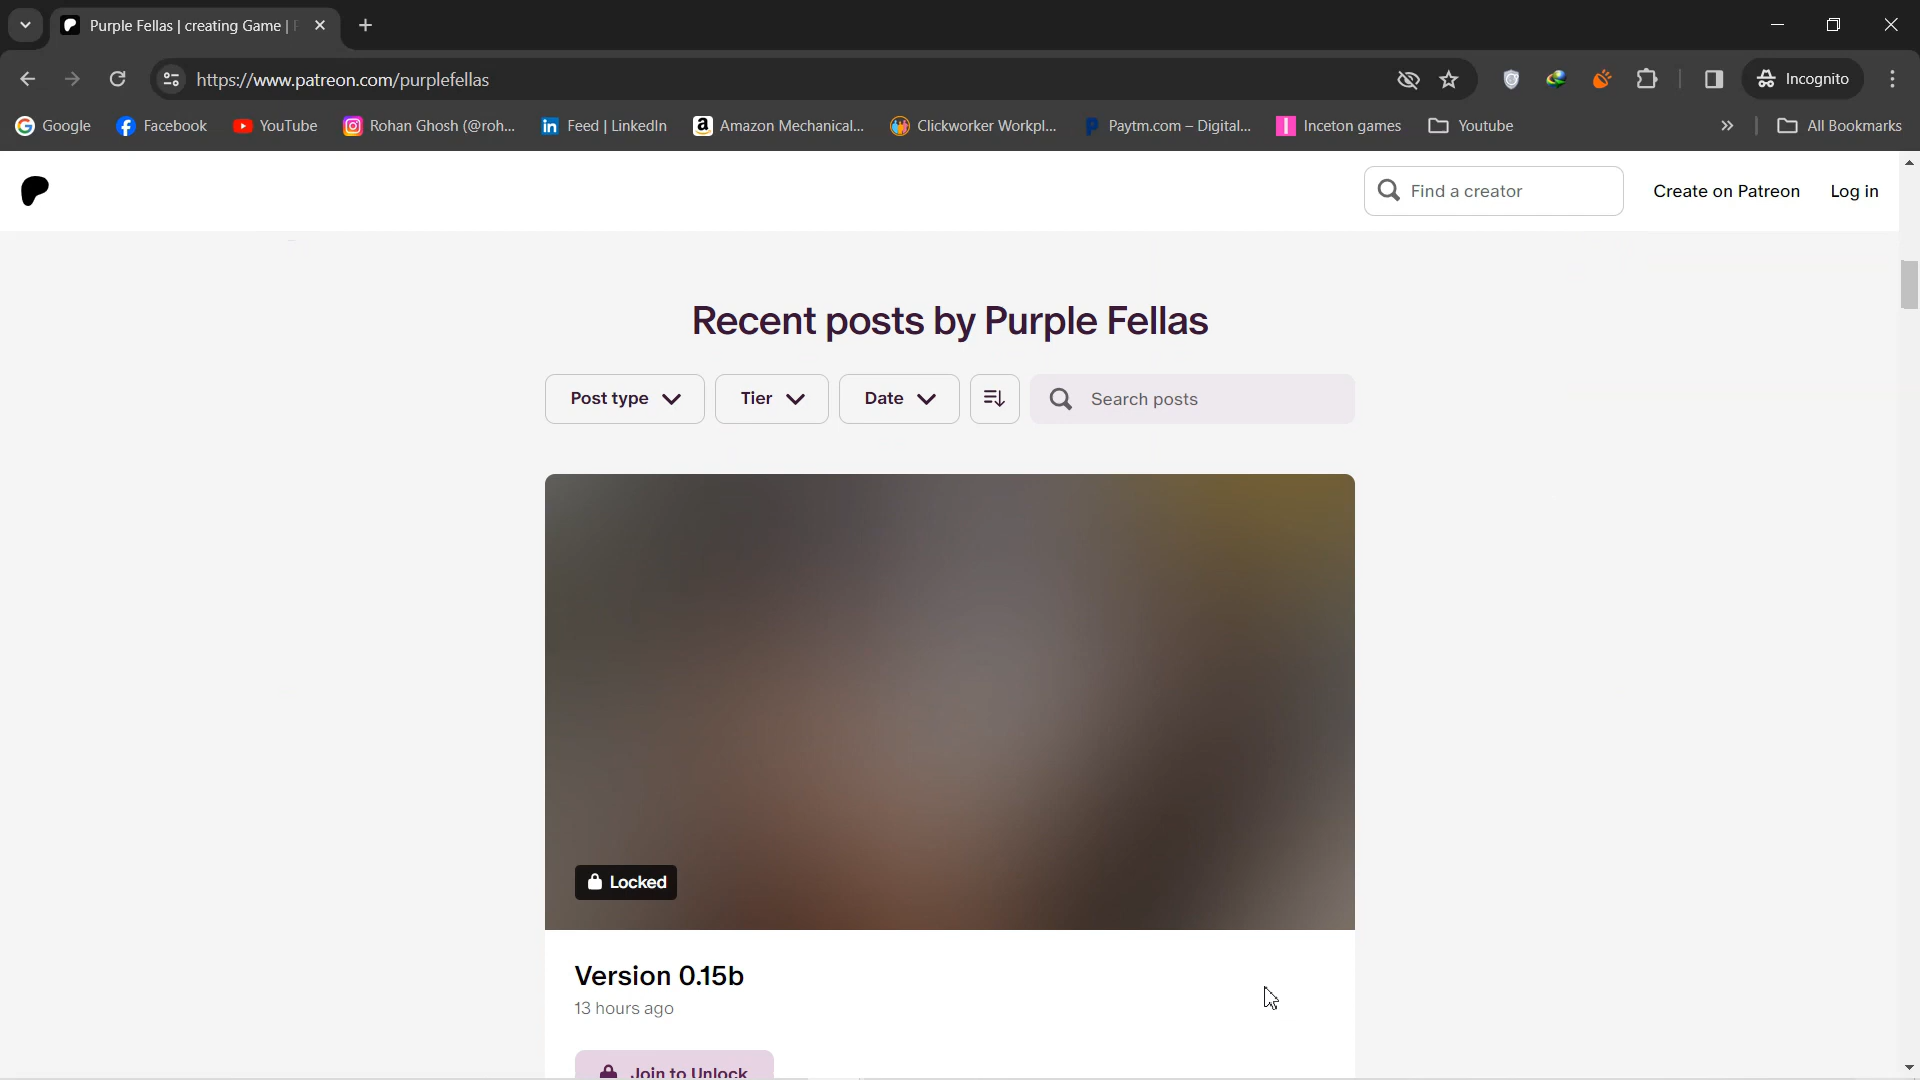 Purple Fellas | creating Game |
https://www.patreon.com/purplefellas
Incognito
Google
Facebook
YouTube
Rohan Ghosh (@roh...
Feed | LinkedIn
Amazon Mechanical...
Clickworker Workpl...
Paytm.com – Digital...
Inceton games
Youtube
All Bookmarks
Find a creator
Create on Patreon
Log in
Recent posts by Purple Fellas
Post type
Tier
Date
Search posts
Locked
Version 0.15b
13 hours ago
Join to Unlock